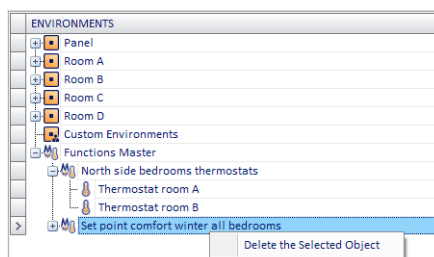 ENVIRONMENTS
Panel
Room A
Room B
Room C
Room D
Custom Environments
Functions Master
North side bedrooms thermostats
Thermostat room A
Thermostat room B
Set point comfort winter all bedrooms
Delete the Selected Object